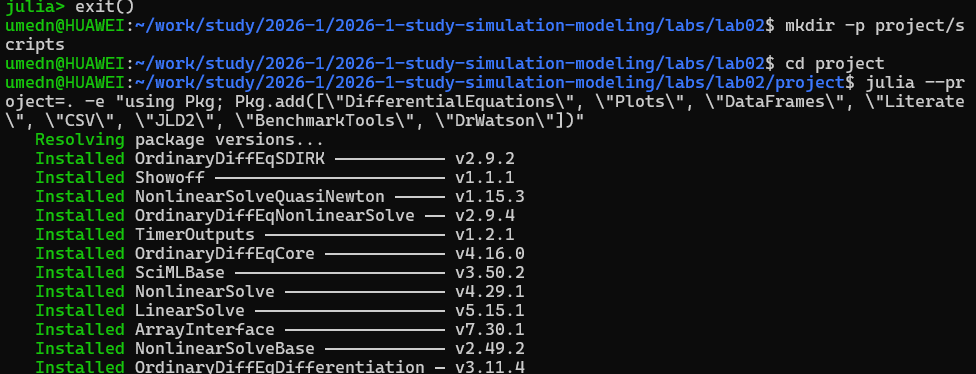 julia> exit()
umedn@HUAWEI:~/work/study/2026-1/2026-1-study-simulation-modeling/labs/lab02$ mkdir -p project/s
cripts
umedn@HUAWEI:~/work/study/2026-1/2026-1-study-simulation-modeling/labs/lab02$ cd project
umedn@HUAWEI:~/work/study/2026-1/2026-1-study-simulation-modeling/labs/lab02/project$ julia --pr
oject=. -e "using Pkg; Pkg.add([\"DifferentialEquations\", \"Plots\", \"DataFrames\", \"Literate
\", \"CSV\", \"JLD2\", \"BenchmarkTools\", \"DrWatson\"])"
Resolving package versions...
Installed OrdinaryDiffEqSDIRK ─────────── v2.9.2
Installed Showoff ─────────────────────── v1.1.1
Installed NonlinearSolveQuasiNewton ───── v1.15.3
Installed OrdinaryDiffEqNonlinearSolve ── v2.9.4
Installed TimerOutputs ────────────────── v1.2.1
Installed OrdinaryDiffEqCore ──────────── v4.16.0
Installed SciMLBase ───────────────────── v3.50.2
Installed NonlinearSolve ──────────────── v4.29.1
Installed LinearSolve ─────────────────── v5.15.1
Installed ArrayInterface ──────────────── v7.30.1
Installed NonlinearSolveBase ──────────── v2.49.2
Installed OrdinaryDiffEqDifferentiation ─ v3.11.4